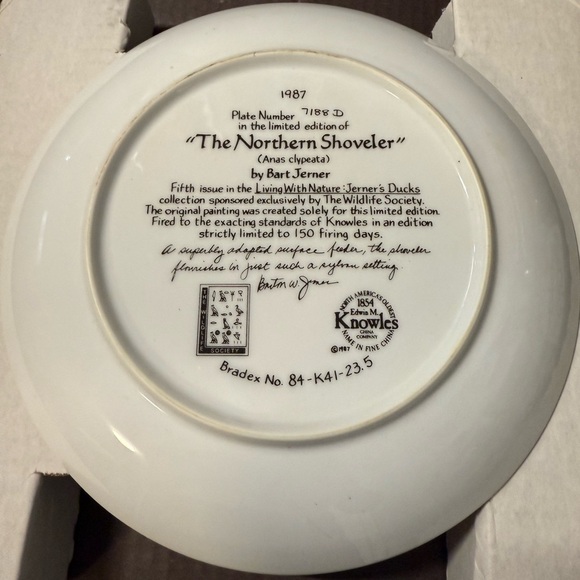 1987
Plate Number 7188 D
in the limited edition of
"The Northern Shoveler"
(Anas clypeata)
by Bart Jerner
Fifth issue in the Living With Nature: Jerner's Ducks
collection sponsored exclusively by The Wildlife Society.
The original painting was created solely for this limited edition.
Fired to the exacting standards of Knowles in an edition
strictly limited to 150 firing days.
A superbly adapted surface feeder, the shoveler
flourishes in just such a sylvan setting.
Barton W. Jerner
THE WILDLIFE
SOCIETY
NORTH AMERICA'S OLDEST
1854
Edwin M.
Knowles
CHINA
COMPANY
NAME IN FINE CHINA
©1987
Bradex No. 84-K41-23.5